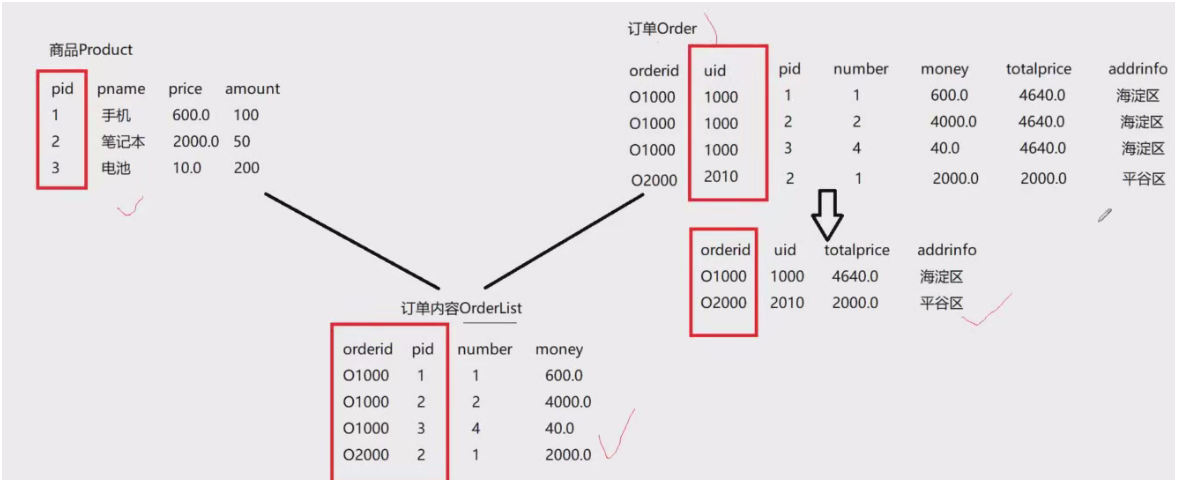 商品Product
pid pname price amount
1 手机 600.0 100
2 笔记本 2000.0 50
3 电池 10.0 200
订单Order
orderid uid pid number money totalprice addrinfo
O1000 1000 1 1 600.0 4640.0 海淀区
O1000 1000 2 2 4000.0 4640.0 海淀区
O1000 1000 3 4 40.0 4640.0 海淀区
O2000 2010 2 1 2000.0 2000.0 平谷区
orderid uid totalprice addrinfo
O1000 1000 4640.0 海淀区
O2000 2010 2000.0 平谷区
订单内容OrderList
orderid pid number money
O1000 1 1 600.0
O1000 2 2 4000.0
O1000 3 4 40.0
O2000 2 1 2000.0